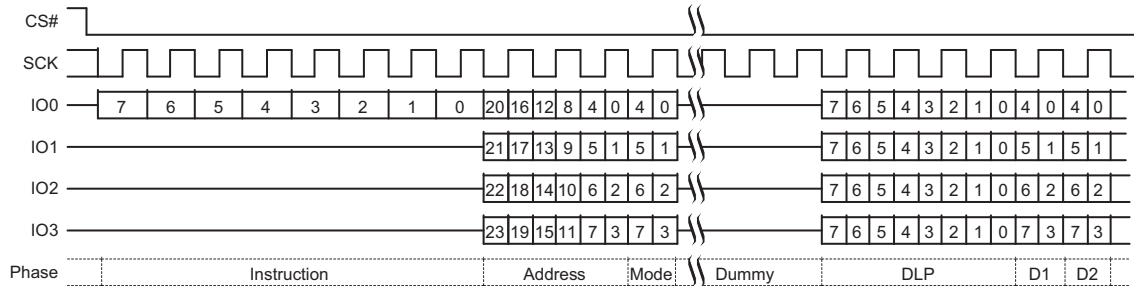 CS#
SCK
IO0 7 6 5 4 3 2 1 0 20 16 12 8 4 0 4 0 7 6 5 4 3 2 1 0 4 0 4 0
IO1 21 17 13 9 5 1 5 1 7 6 5 4 3 2 1 0 5 1 5 1
IO2 22 18 14 10 6 2 6 2 7 6 5 4 3 2 1 0 6 2 6 2
IO3 23 19 15 11 7 3 7 3 7 6 5 4 3 2 1 0 7 3 7 3
Phase Instruction Address Mode Dummy DLP D1 D2